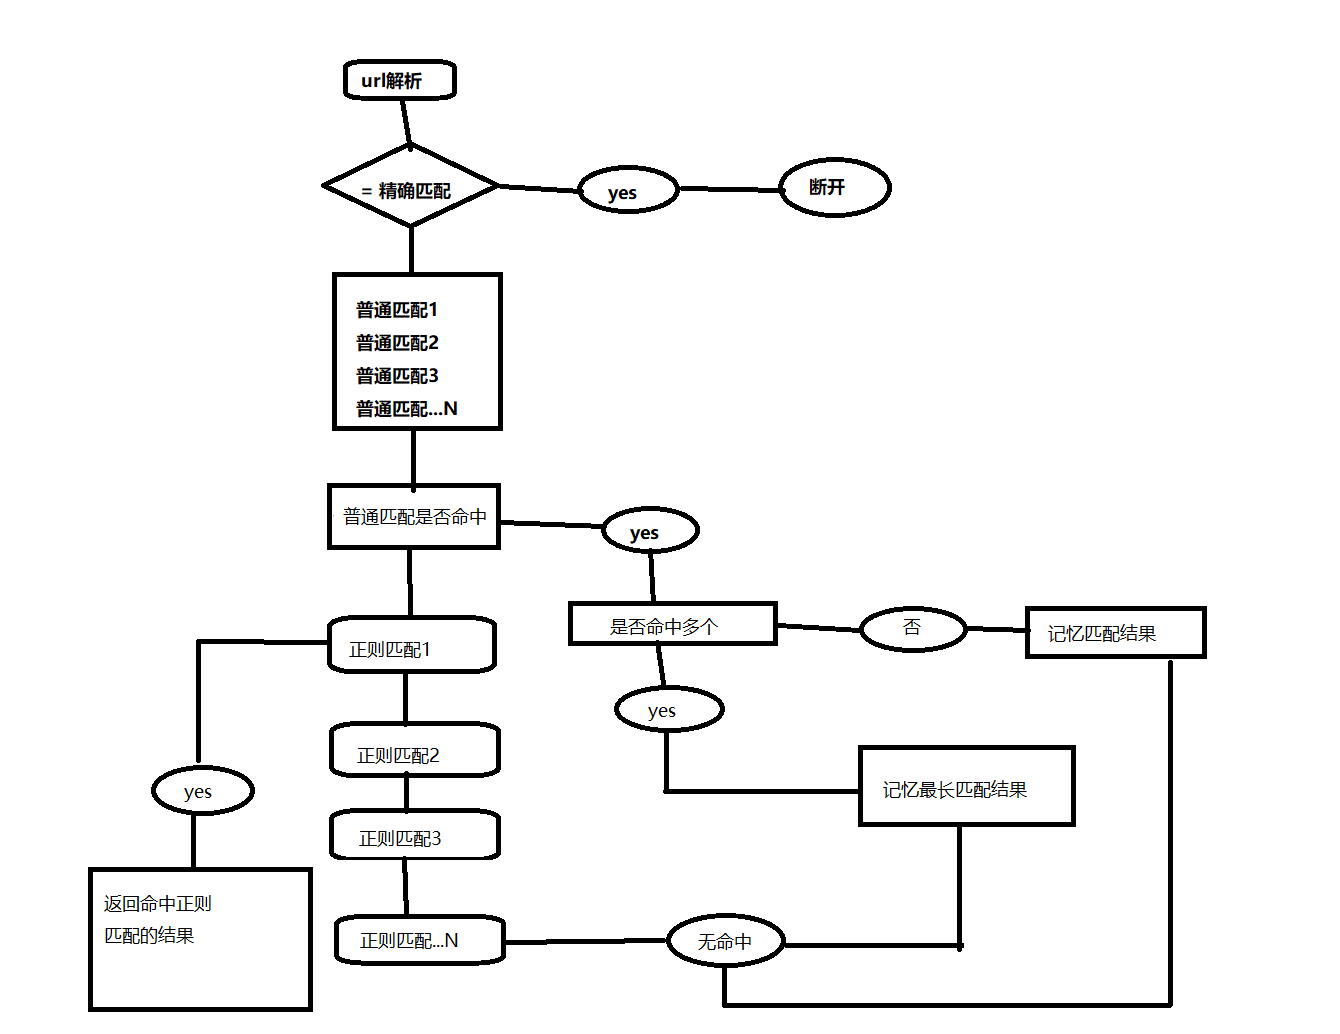 url解析
= 精确匹配
yes
断开
普通匹配1
普通匹配2
普通匹配3
普通匹配...N
普通匹配是否命中
yes
是否命中多个
否
记忆匹配结果
正则匹配1
yes
正则匹配2
yes
记忆最长匹配结果
正则匹配3
返回命中正则
匹配的结果
正则匹配...N
无命中